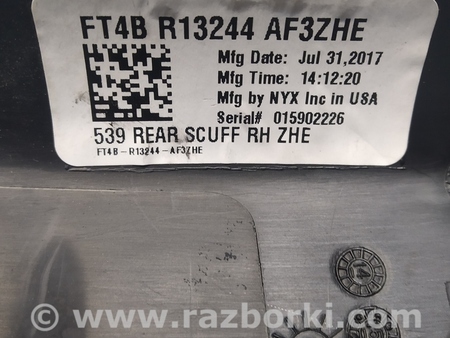 FT4B R13244 AF3ZHE
Mfg Date: Jul 31,2017
Mfg Time: 14:12:20
Mfg by NYX Inc in USA
Serial# 015902226
539 REAR SCUFF RH ZHE
FT4B-R13244-AF3ZHE
14
www.razborki.com